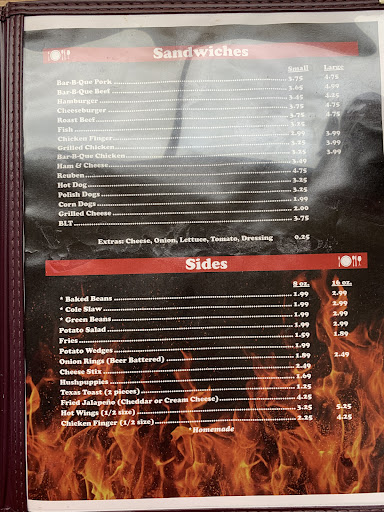 Sandwiches
Small Large
Bar-B-Que Pork 3.75 4.75
Bar-B-Que Beef 3.65 4.99
Hamburger 3.45 4.25
Cheeseburger 3.75 4.75
Roast Beef 3.75 4.75
Fish 3.25
Chicken Finger 3.99
Grilled Chicken 3.25 3.99
Bar-B-Que Chicken 3.25 3.99
Ham & Cheese 3.49
Reuben 4.75
Hot Dog 3.25
Polish Dogs 3.25
Corn Dogs 1.99
Grilled Cheese 2.00
BLT 3.75
Extras: Cheese, Onion, Lettuce, Tomato, Dressing 0.25
Sides
8 oz. 16 oz.
* Baked Beans 1.99 2.99
* Cole Slaw 1.99 2.99
* Green Beans 1.99 2.99
Potato Salad 1.99 2.99
Fries 1.59 1.89
Potato Wedges 1.99
Onion Rings (Beer Battered) 1.89 2.49
Cheese Stix 2.49
Hushpuppies 1.69
Texas Toast (2 pieces) 1.25
Fried Jalapeño (Cheddar or Cream Cheese) 4.25
Hot Wings (1/2 size) 3.25 5.25
Chicken Finger (1/2 size) 2.25 4.25
*Homemade